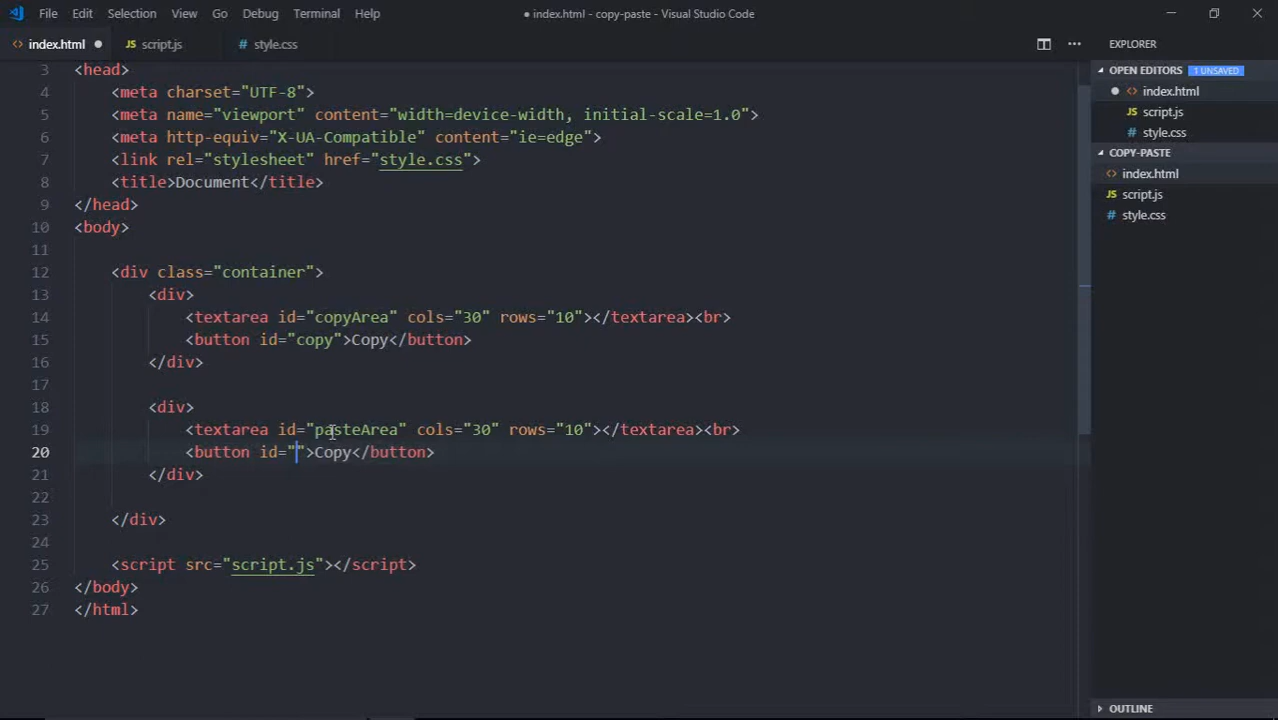 File Edit Selection View Go Debug Terminal Help
● index.html - copy-paste - Visual Studio Code
index.html
JS script.js
# style.css
EXPLORER
OPEN EDITORS 1 UNSAVED
index.html
JS script.js
# style.css
COPY-PASTE
index.html
JS script.js
# style.css
OUTLINE
3 <head>
4 <meta charset="UTF-8">
5 <meta name="viewport" content="width=device-width, initial-scale=1.0">
6 <meta http-equiv="X-UA-Compatible" content="ie=edge">
7 <link rel="stylesheet" href="style.css">
8 <title>Document</title>
9 </head>
10 <body>
11
12 <div class="container">
13 <div>
14 <textarea id="copyArea" cols="30" rows="10"></textarea><br>
15 <button id="copy">Copy</button>
16 </div>
17
18 <div>
19 <textarea id="pasteArea" cols="30" rows="10"></textarea><br>
20 <button id="">Copy</button>
21 </div>
22
23 </div>
24
25 <script src="script.js"></script>
26 </body>
27 </html>